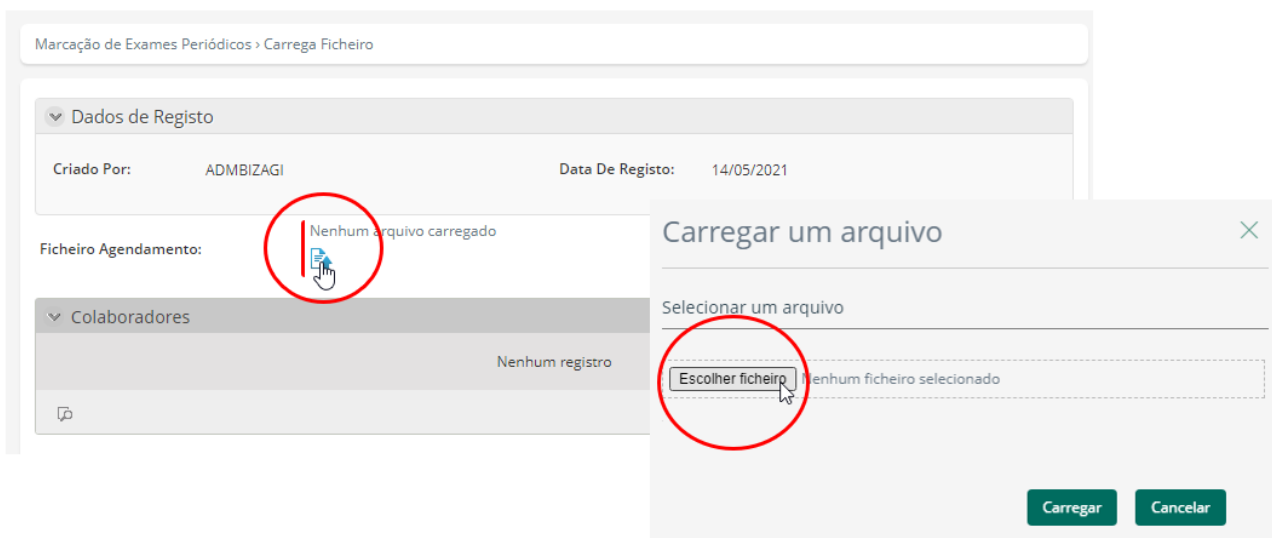 Marcação de Exames Periódicos › Carrega Ficheiro
Dados de Registo
Criado Por: ADMBIZAGI Data De Registo: 14/05/2021
Ficheiro Agendamento: Nenhum arquivo carregado
Colaboradores
Nenhum registro
Carregar um arquivo
Selecionar um arquivo
Escolher ficheiro Nenhum ficheiro selecionado
Carregar Cancelar